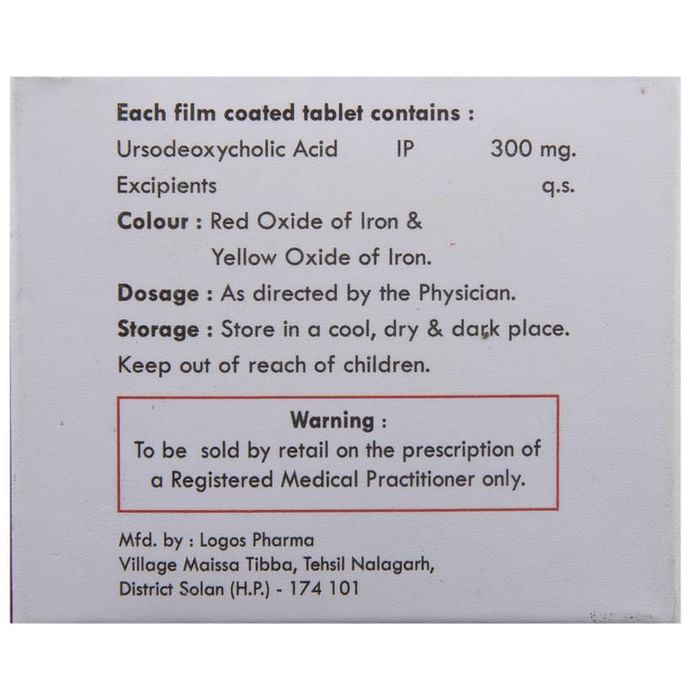 Each film coated tablet contains :
Ursodeoxycholic Acid IP 300 mg.
Excipients q.s.
Colour : Red Oxide of Iron &
Yellow Oxide of Iron.
Dosage : As directed by the Physician.
Storage : Store in a cool, dry & dark place.
Keep out of reach of children.
Warning :
To be sold by retail on the prescription of
a Registered Medical Practitioner only.
Mfd. by : Logos Pharma
Village Maissa Tibba, Tehsil Nalagarh,
District Solan (H.P.) - 174 101